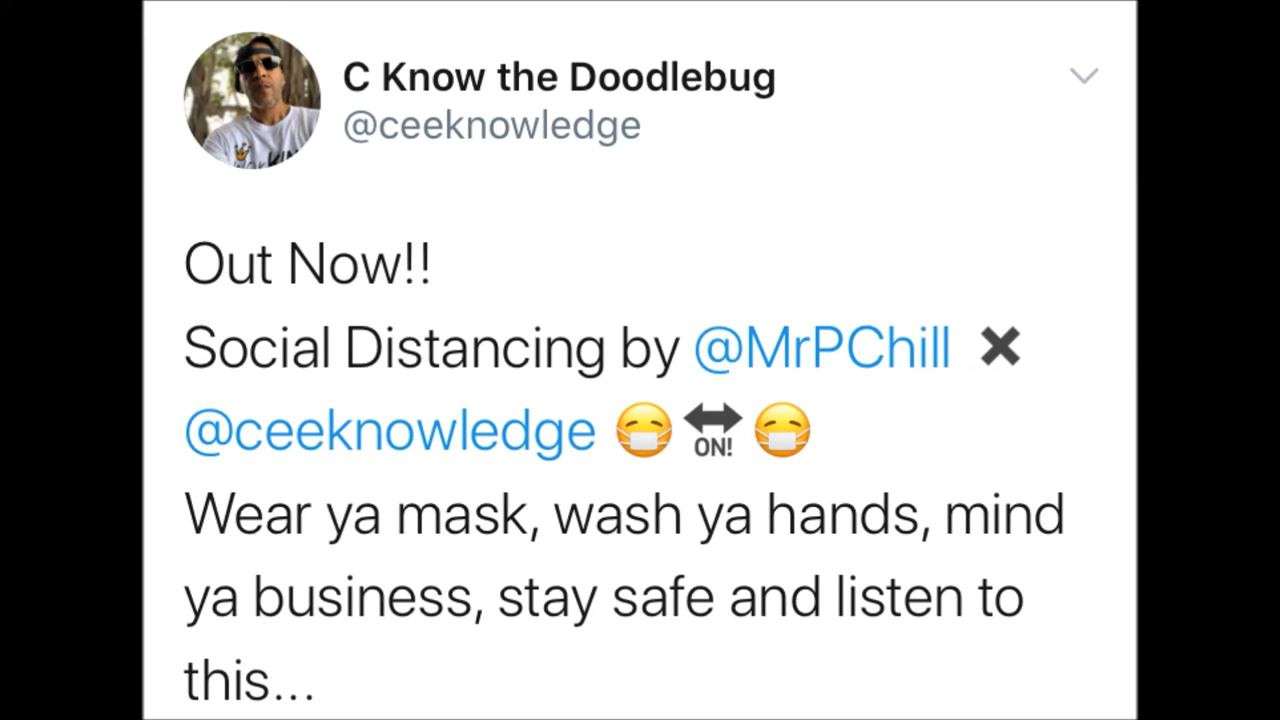 C Know the Doodlebug
@ceeknowledge
Out Now!!
Social Distancing by @MrPChill ✖
@ceeknowledge 😷 🔛 😷
Wear ya mask, wash ya hands, mind
ya business, stay safe and listen to
this...